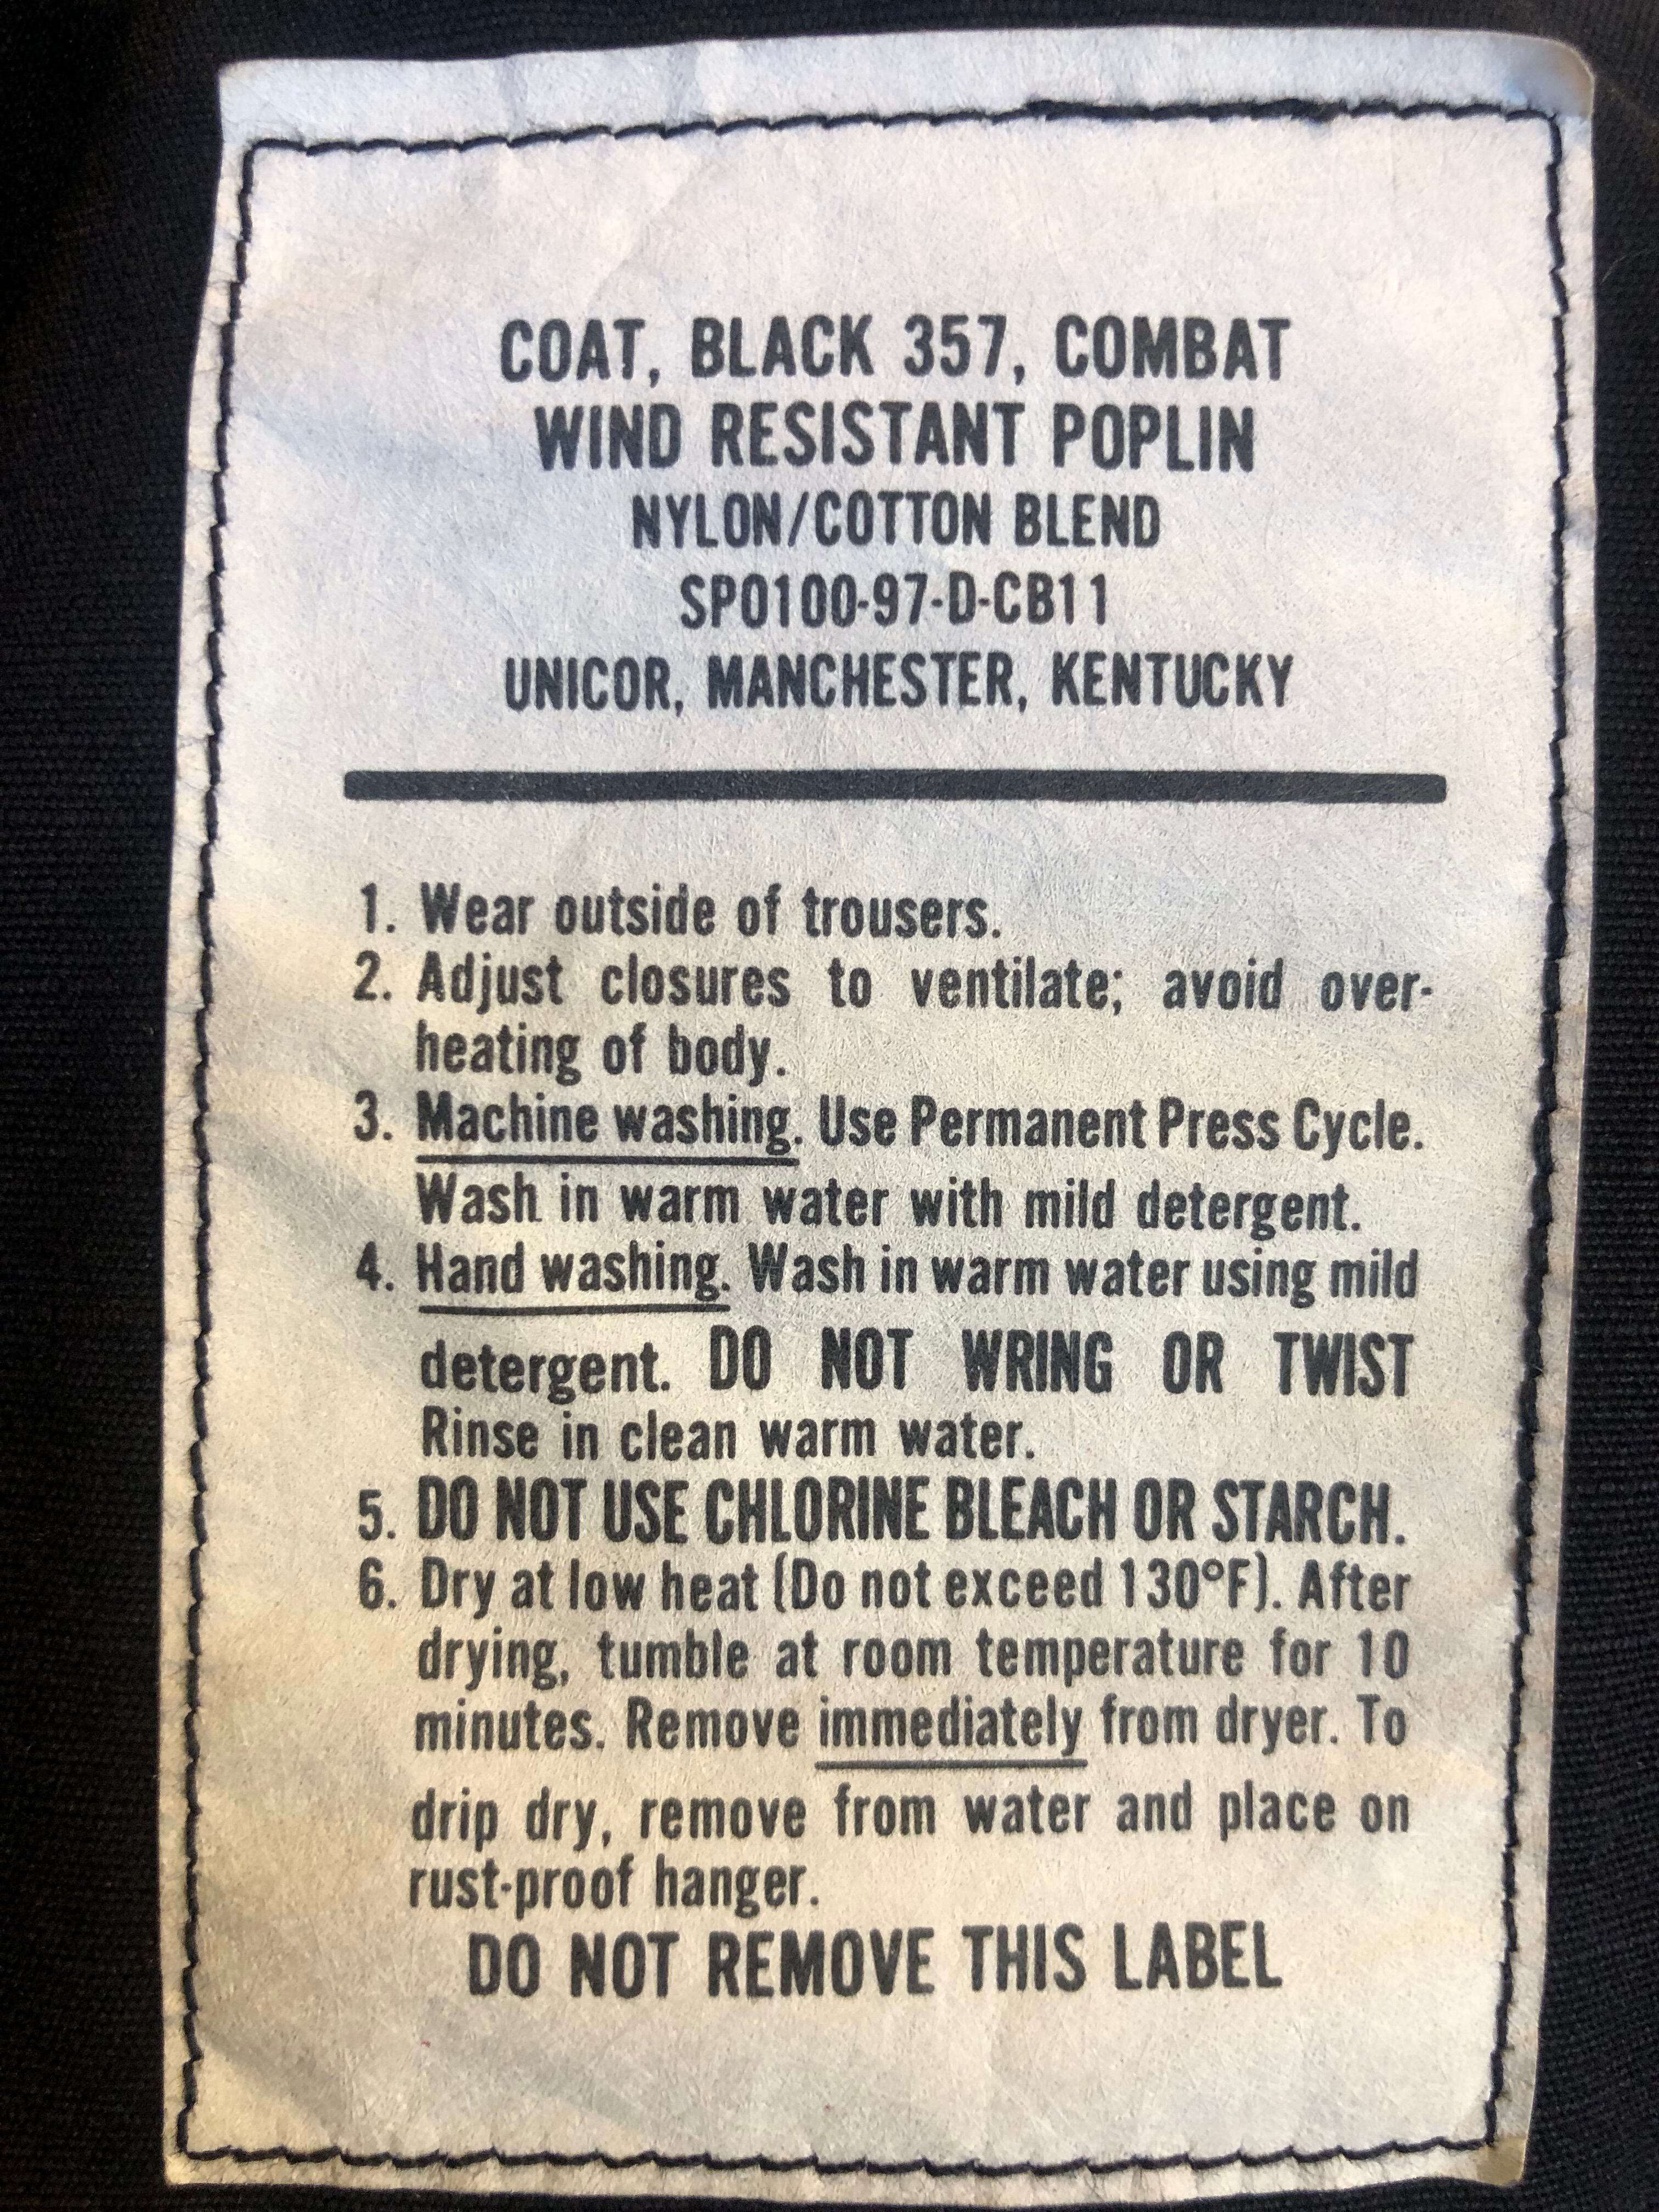 COAT, BLACK 357, COMBAT
WIND RESISTANT POPLIN
NYLON/COTTON BLEND
SPO100-97-D-CB11
UNICOR, MANCHESTER, KENTUCKY
1. Wear outside of trousers.
2. Adjust closures to ventilate; avoid over-
heating of body.
3. Machine washing. Use Permanent Press Cycle.
Wash in warm water with mild detergent.
4. Hand washing. Wash in warm water using mild
detergent. DO NOT WRING OR TWIST
Rinse in clean warm water.
5. DO NOT USE CHLORINE BLEACH OR STARCH.
6. Dry at low heat (Do not exceed 130°F). After
drying, tumble at room temperature for 10
minutes. Remove immediately from dryer. To
drip dry, remove from water and place on
rust-proof hanger.
DO NOT REMOVE THIS LABEL